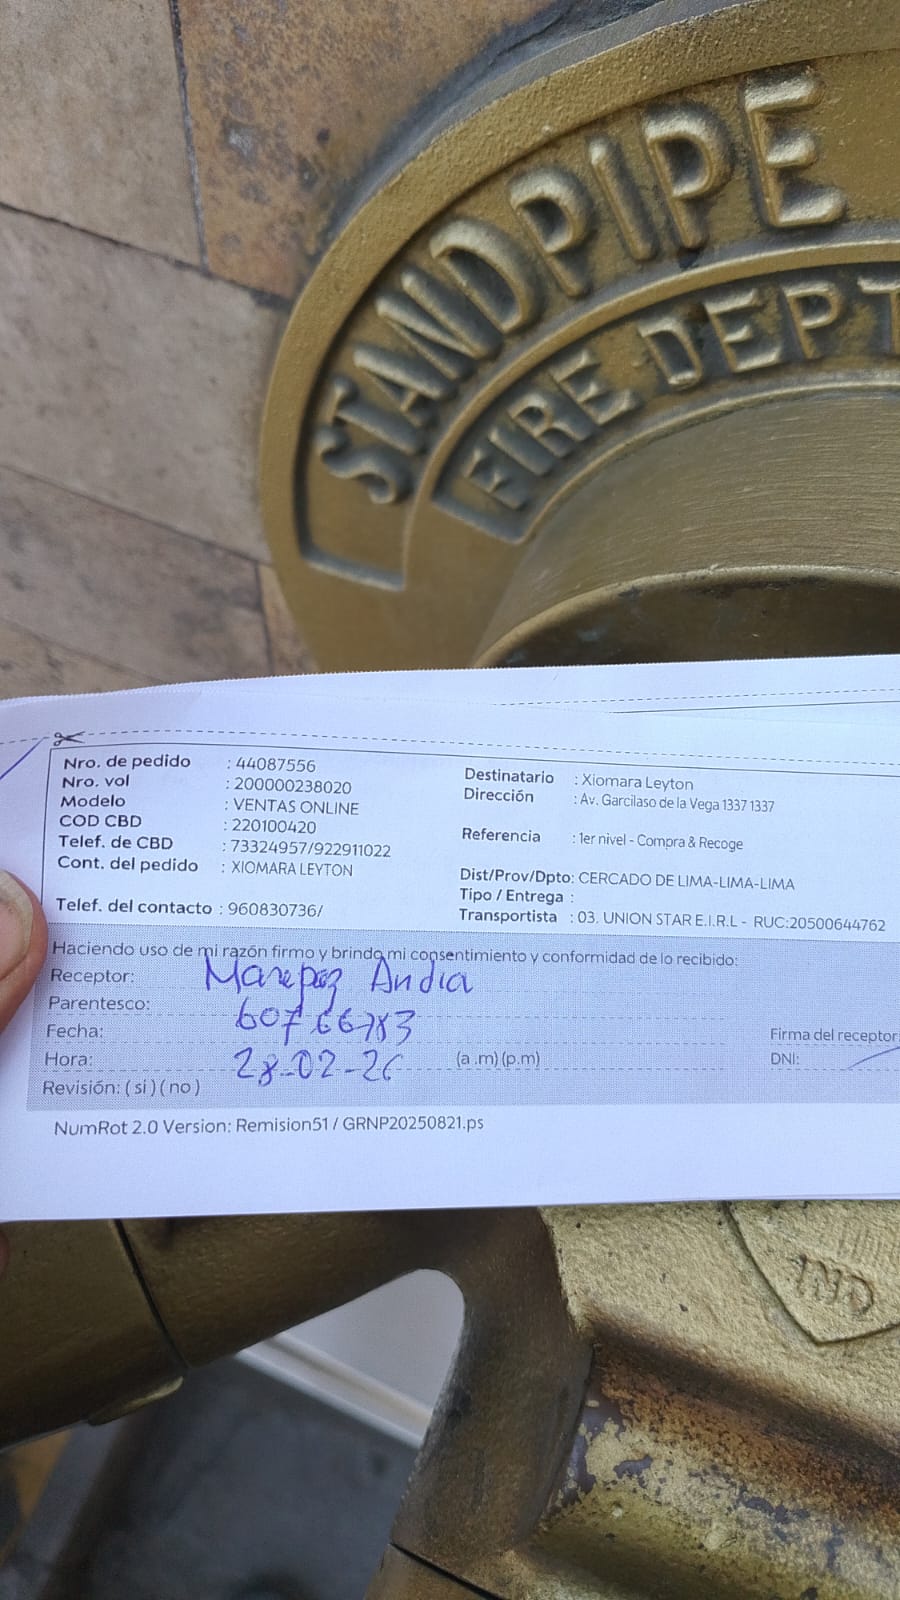 STANDPIPE
FIRE DEPT
Nro. de pedido : 44087556
Nro. vol : 200000238020
Modelo : VENTAS ONLINE
COD CBD : 220100420
Telef. de CBD : 73324957/922911022
Cont. del pedido : XIOMARA LEYTON
Telef. del contacto : 960830736/
Destinatario : Xiomara Leyton
Dirección : Av. Garcilaso de la Vega 1337 1337
Referencia : 1er nivel - Compra & Recoge
Dist/Prov/Dpto: CERCADO DE LIMA-LIMA-LIMA
Tipo / Entrega :
Transportista : 03. UNION STAR E.I.R.L - RUC:20500644762
Haciendo uso de mi razón firmo y brindo mi consentimiento y conformidad de lo recibido:
Receptor: Andia
Parentesco: 60766783
Fecha:
Hora: 28-02-26 (a .m) (p.m)
Revisión: ( si ) ( no )
Firma del receptor:
DNI:
NumRot 2.0 Version: Remision51 / GRNP20250821.ps